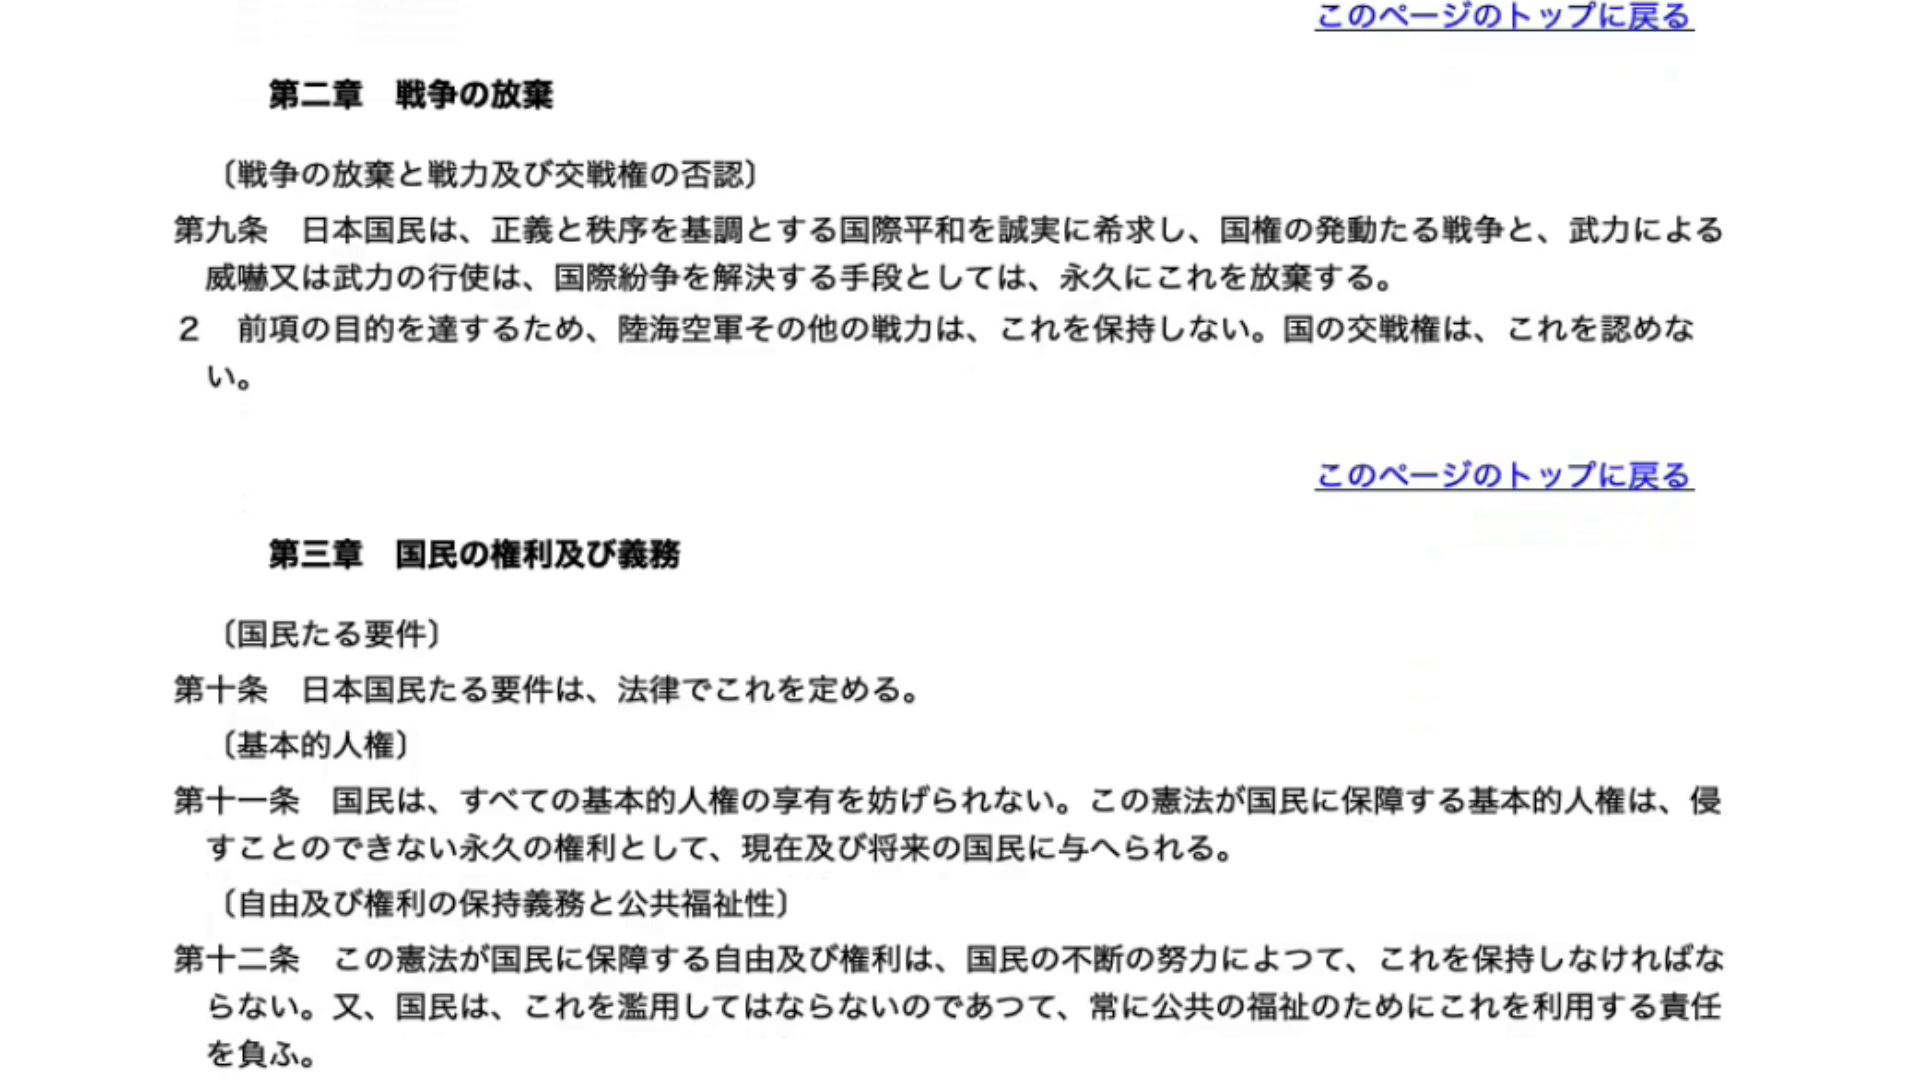 このページのトップに戻る
第二章　戦争の放棄
〔戦争の放棄と戦力及び交戦権の否認〕
第九条　日本国民は、正義と秩序を基調とする国際平和を誠実に希求し、国権の発動たる戦争と、武力による
威嚇又は武力の行使は、国際紛争を解決する手段としては、永久にこれを放棄する。
２　前項の目的を達するため、陸海空軍その他の戦力は、これを保持しない。国の交戦権は、これを認めな
い。
このページのトップに戻る
第三章　国民の権利及び義務
〔国民たる要件〕
第十条　日本国民たる要件は、法律でこれを定める。
〔基本的人権〕
第十一条　国民は、すべての基本的人権の享有を妨げられない。この憲法が国民に保障する基本的人権は、侵
すことのできない永久の権利として、現在及び将来の国民に与へられる。
〔自由及び権利の保持義務と公共福祉性〕
第十二条　この憲法が国民に保障する自由及び権利は、国民の不断の努力によつて、これを保持しなければな
らない。又、国民は、これを濫用してはならないのであつて、常に公共の福祉のためにこれを利用する責任
を負ふ。